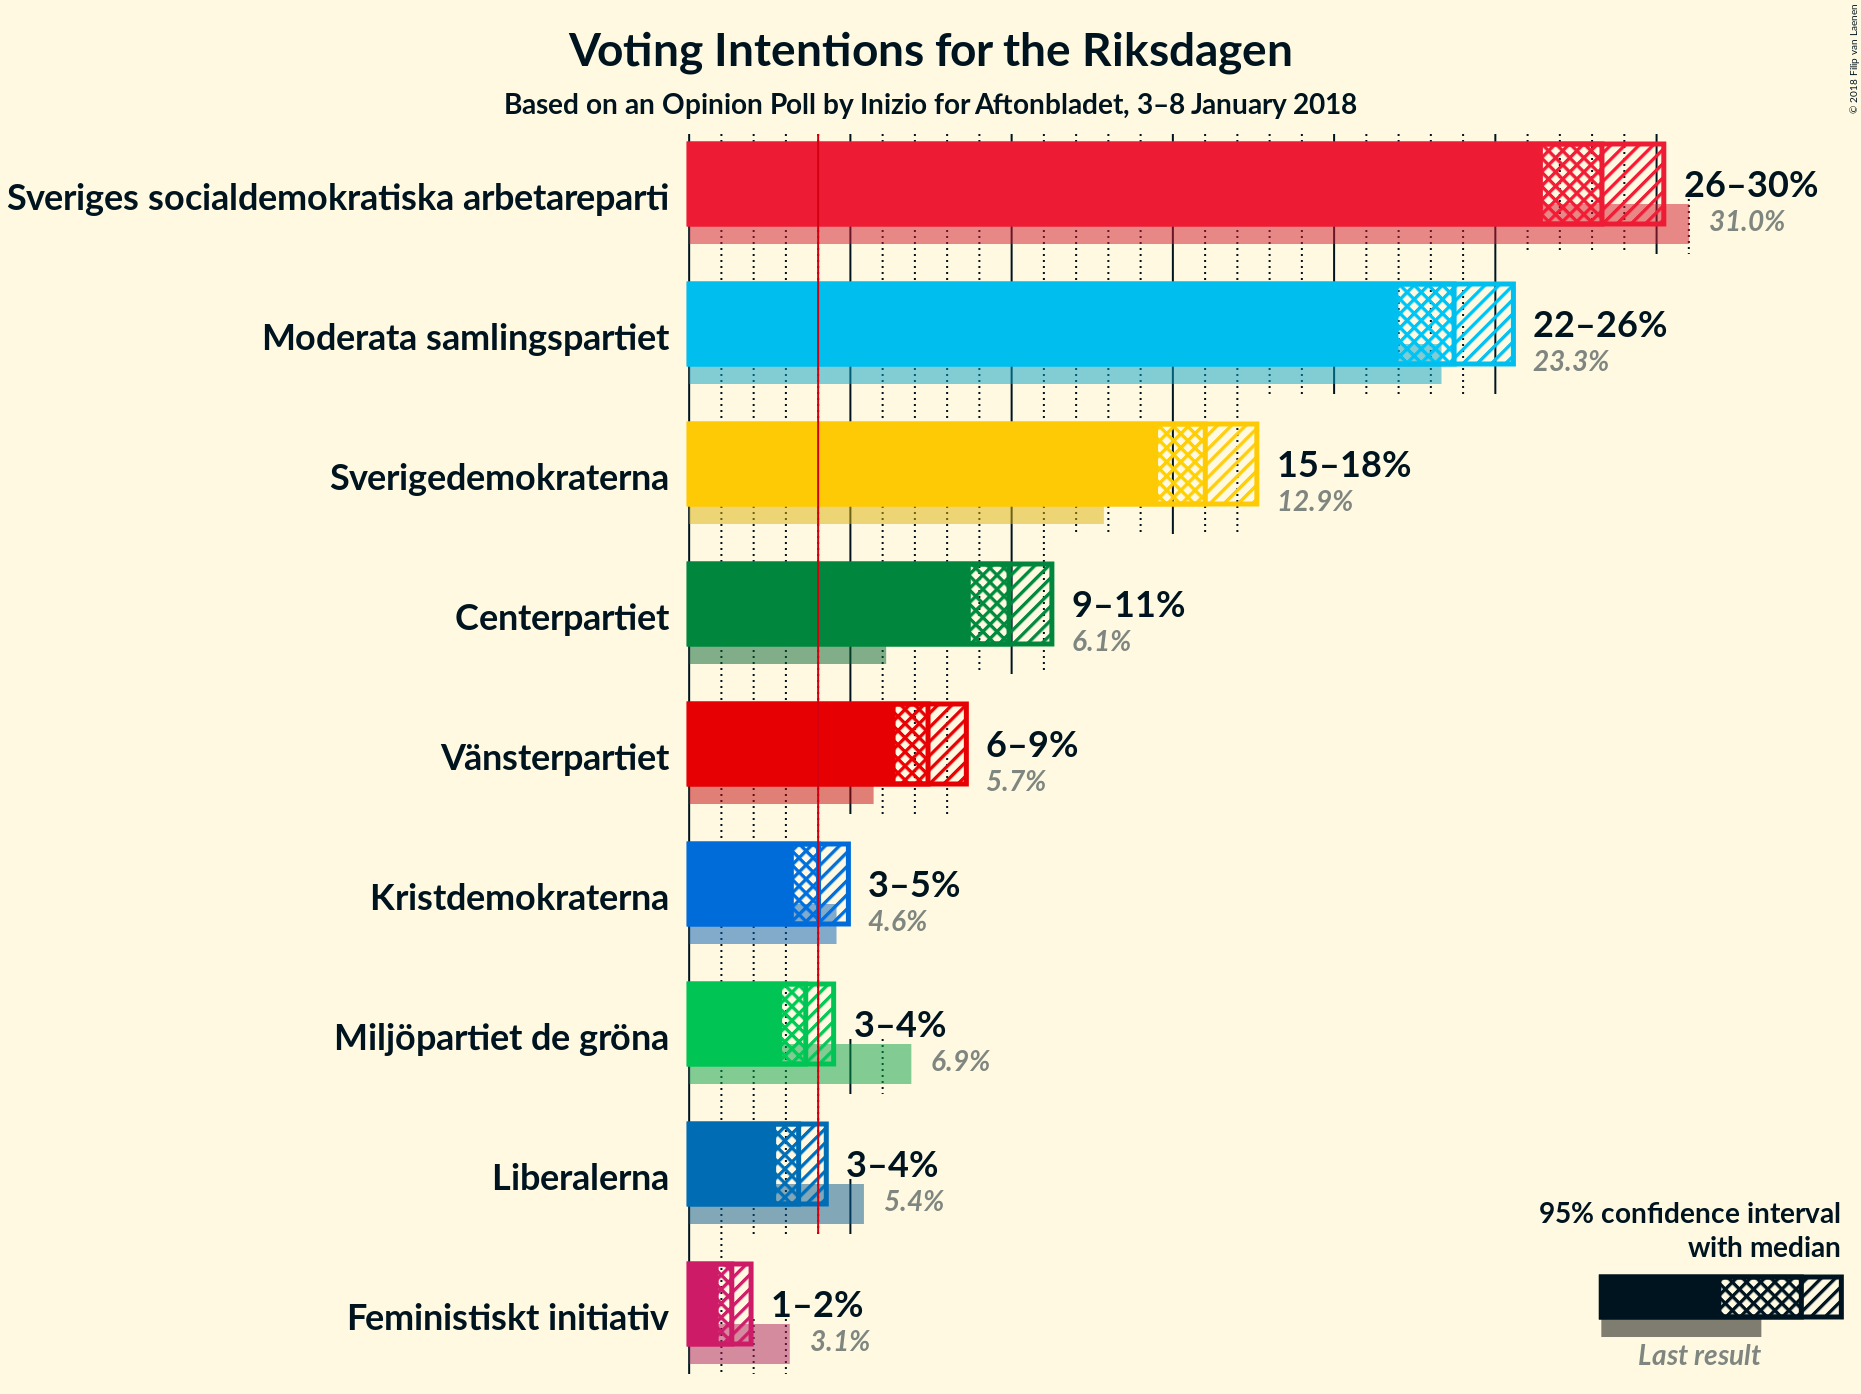 Voting Intentions for the Riksdagen
Based on an Opinion Poll by Inizio for Aftonbladet, 3–8 January 2018
© 2018 Filip van Laenen
Sveriges socialdemokratiska arbetareparti
26–30%
31.0%
Moderata samlingspartiet
22–26%
23.3%
Sverigedemokraterna
15–18%
12.9%
Centerpartiet
9–11%
6.1%
Vänsterpartiet
6–9%
5.7%
Kristdemokraterna
3–5%
4.6%
Miljöpartiet de gröna
3–4%
6.9%
Liberalerna
3–4%
5.4%
Feministiskt initiativ
1–2%
3.1%
95% confidence interval
with median
Last result